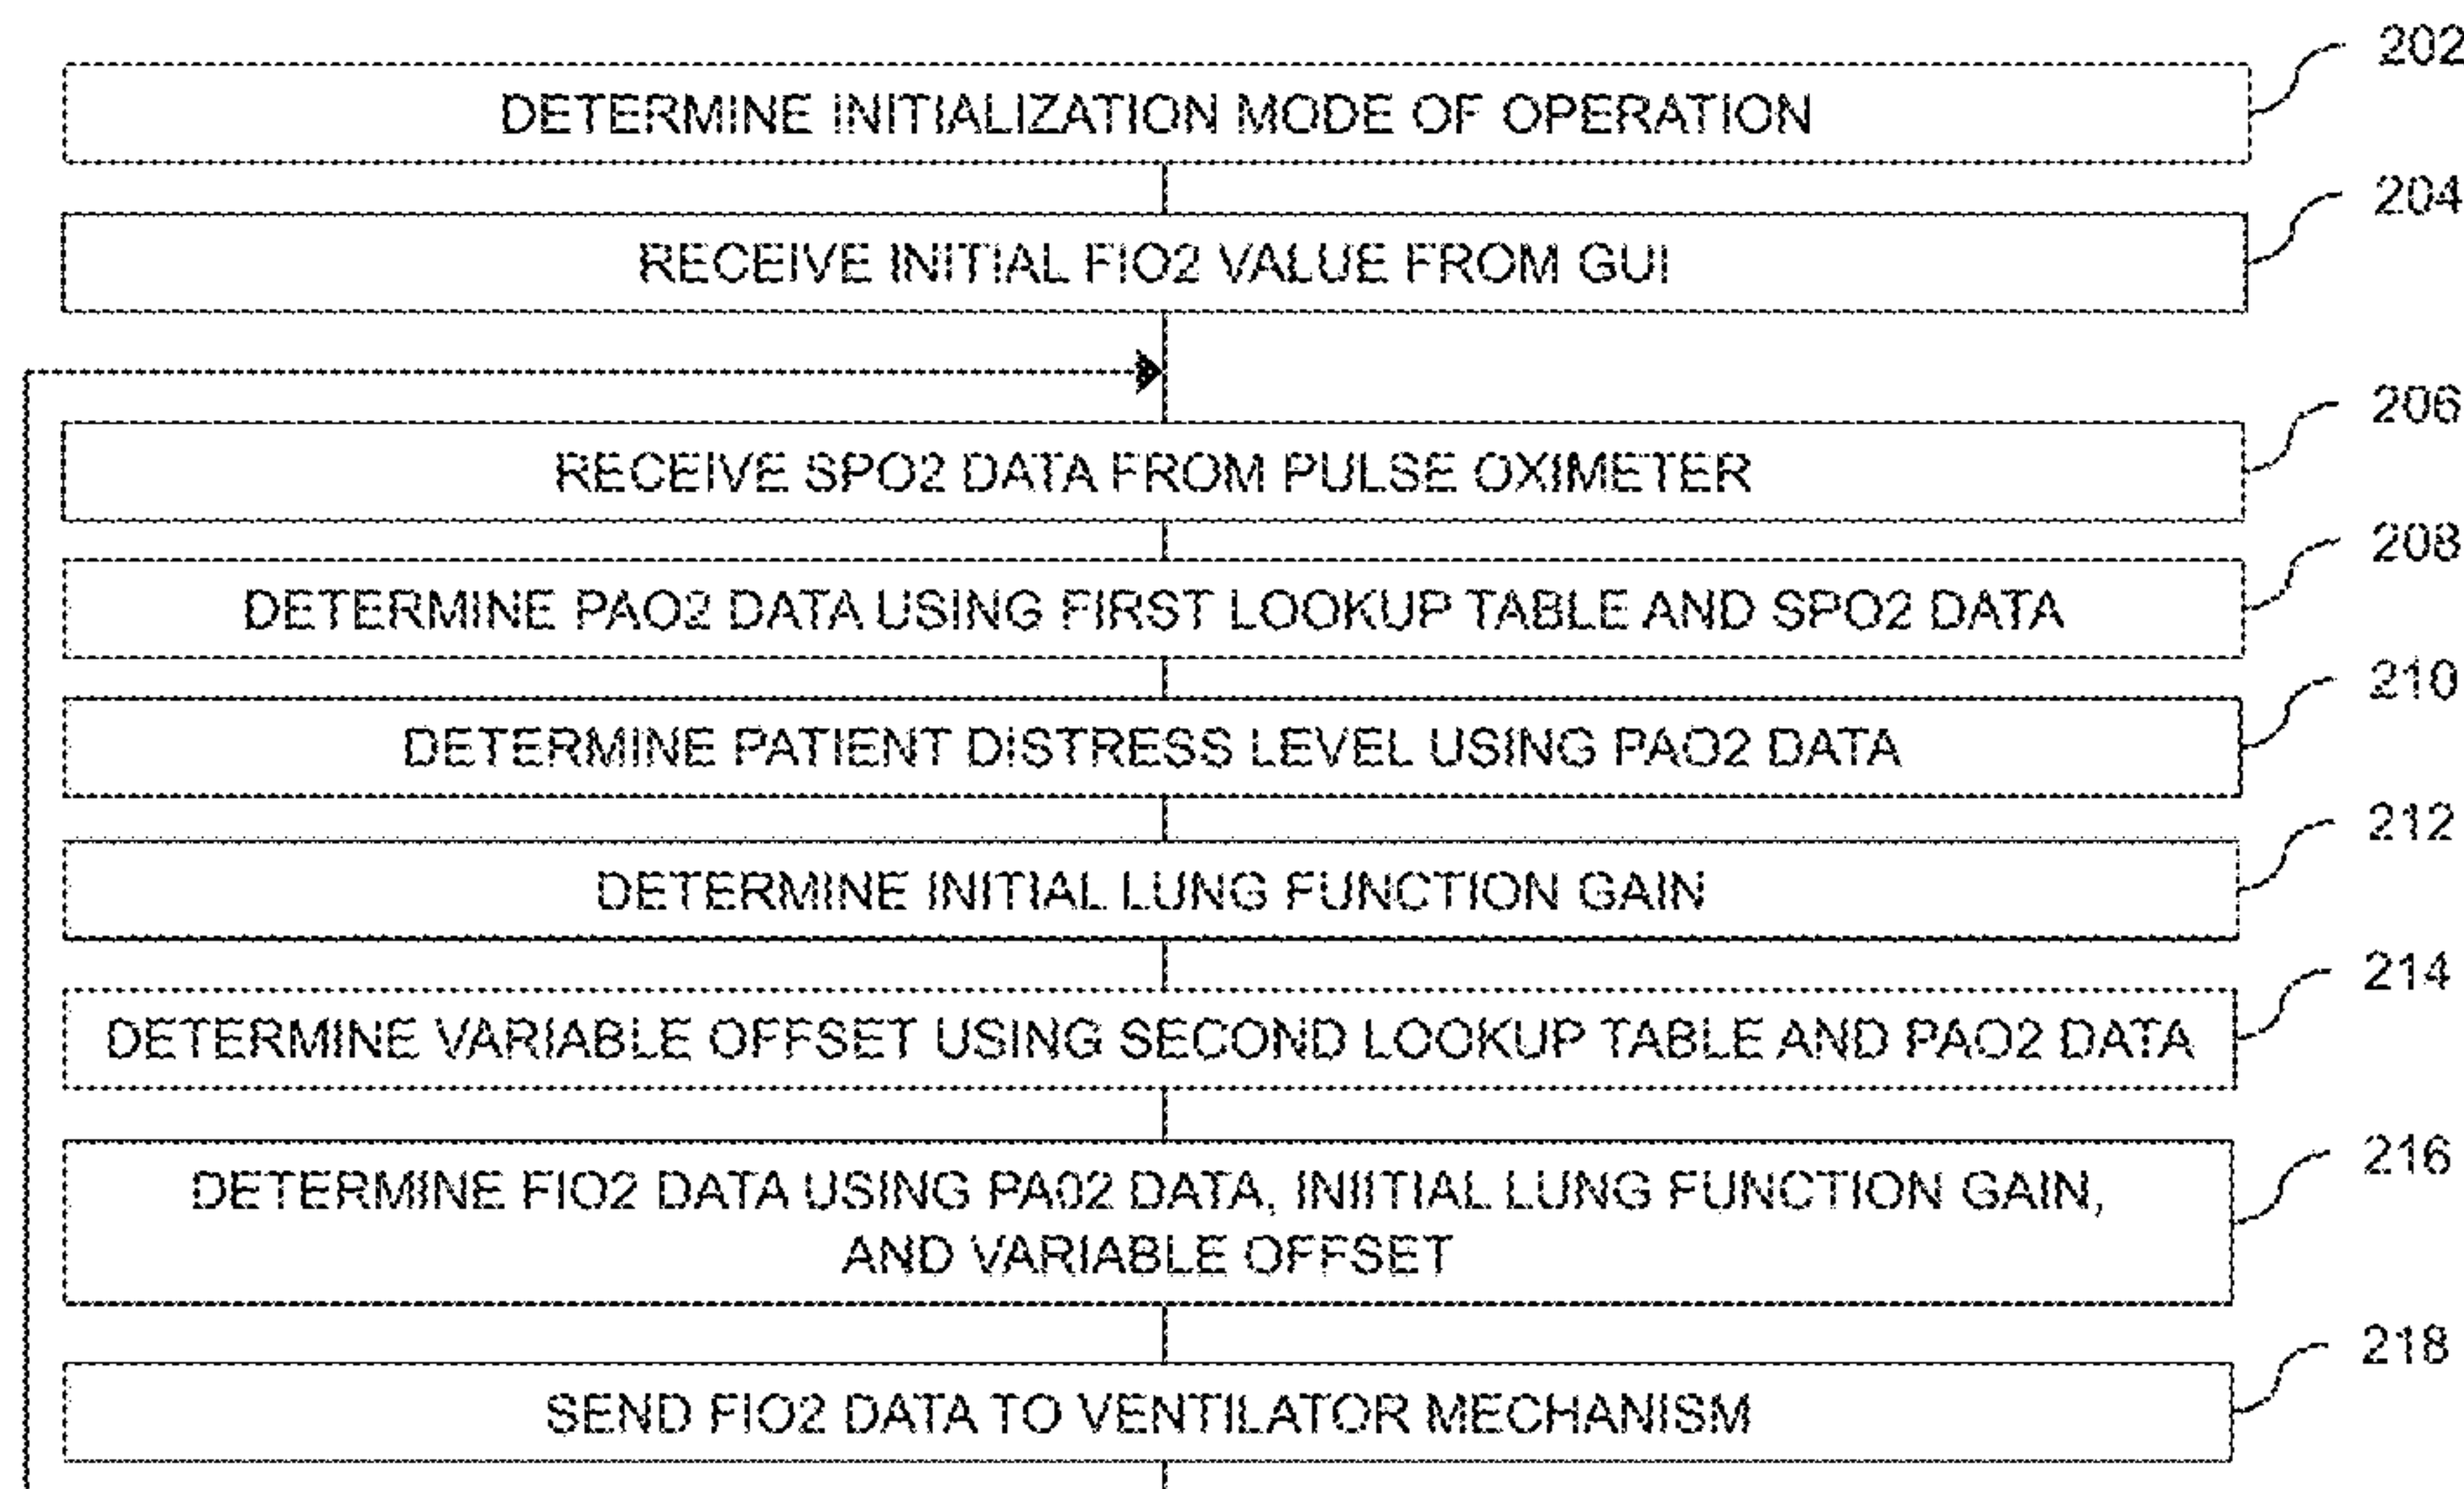 202
DETERMINE INITIALIZATION MODE OF OPERATION
204
RECEIVE INITIAL FIO2 VALUE FROM GUI
206
RECEIVE SPO2 DATA FROM PULSE OXIMETER
208
DETERMINE PAO2 DATA USING FIRST LOOKUP TABLE AND SPO2 DATA
210
DETERMINE PATIENT DISTRESS LEVEL USING PAO2 DATA
212
DETERMINE INITIAL LUNG FUNCTION GAIN
214
DETERMINE VARIABLE OFFSET USING SECOND LOOKUP TABLE AND PAO2 DATA
216
DETERMINE FIO2 DATA USING PA02 DATA, INIITIAL LUNG FUNCTION GAIN,
AND VARIABLE OFFSET
218
SEND FIO2 DATA TO VENTILATOR MECHANISM